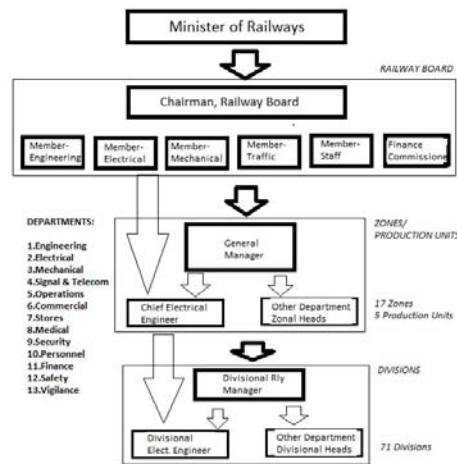 Minister of Railways
RAILWAY BOARD
Chairman, Railway Board
Member-
Engineering
Member-
Electrical
Member-
Mechanical
Member-
Traffic
Member-
Staff
Finance
Commissione
DEPARTMENTS:
1.Engineering
2.Electrical
3.Mechanical
4.Signal & Telecom
5.Operations
6.Commercial
7.Stores
8.Medical
9.Security
10.Personnel
11.Finance
12.Safety
13.Vigilance
ZONES/
PRODUCTION UNITS
General
Manager
Chief Electrical
Engineer
Other Department
Zonal Heads
17 Zones
5 Production Units
DIVISIONS
Divisional Rly
Manager
Divisional
Elect. Engineer
Other Department
Divisional Heads
71 Divisions